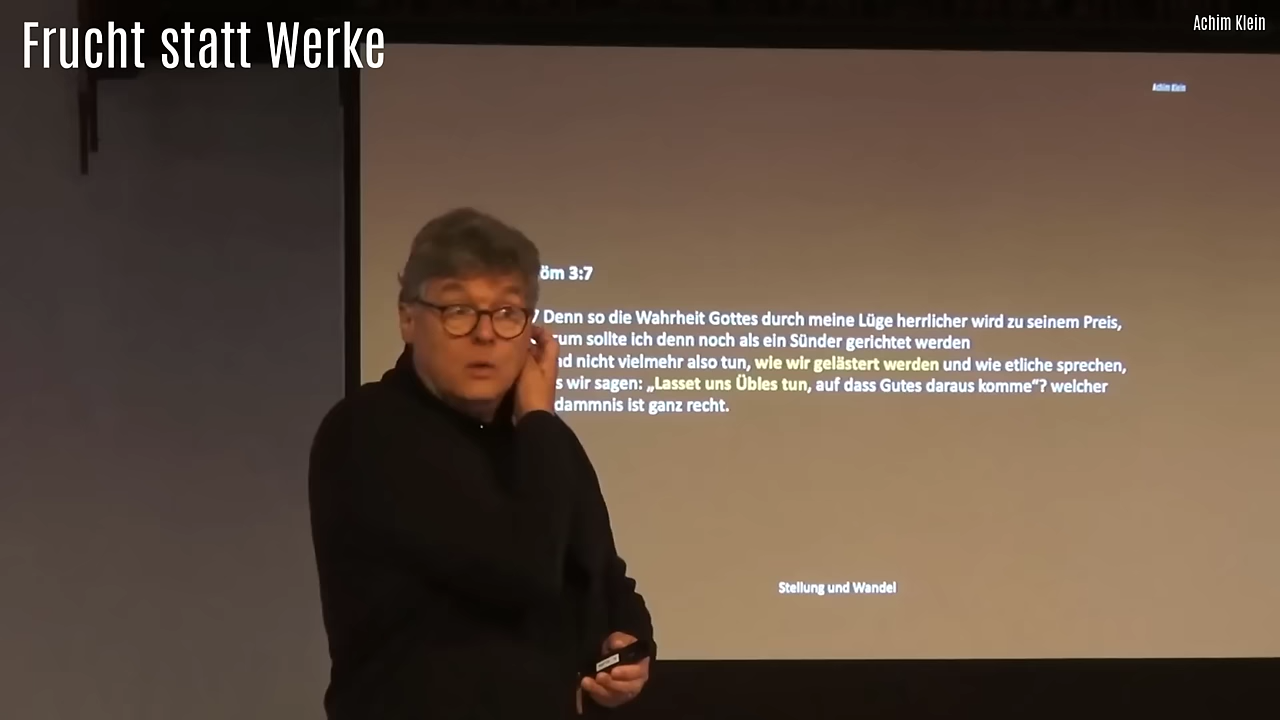 Frucht statt Werke
Achim Klein
Achim Klein
öm 3:7
7 Denn so die Wahrheit Gottes durch meine Lüge herrlicher wird zu seinem Preis,
rum sollte ich denn noch als ein Sünder gerichtet werden
nd nicht vielmehr also tun, wie wir gelästert werden und wie etliche sprechen,
s wir sagen: „Lasset uns Übles tun, auf dass Gutes daraus komme“? welcher
dammnis ist ganz recht.
Stellung und Wandel